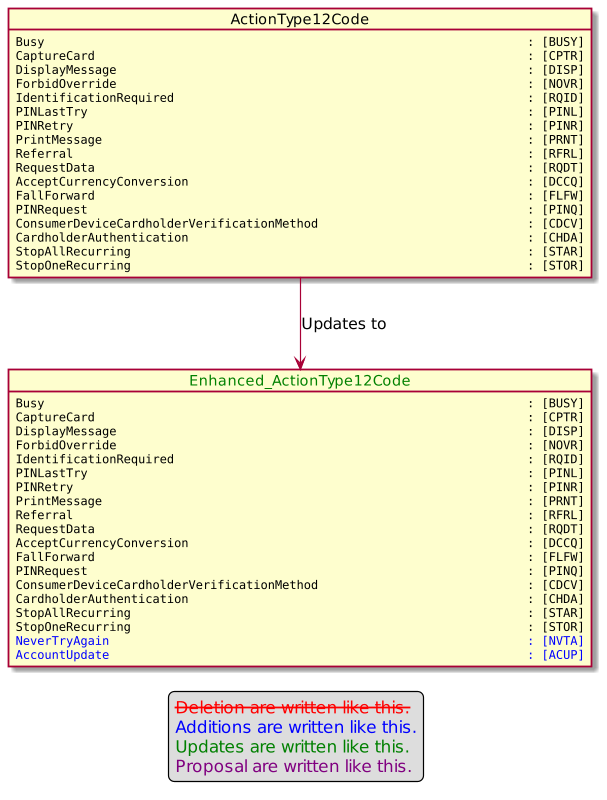 ActionType12Code
Busy : [BUSY]
CaptureCard : [CPTR]
DisplayMessage : [DISP]
ForbidOverride : [NOVR]
IdentificationRequired : [RQID]
PINLastTry : [PINL]
PINRetry : [PINR]
PrintMessage : [PRNT]
Referral : [RFRL]
RequestData : [RQDT]
AcceptCurrencyConversion : [DCCQ]
FallForward : [FLFW]
PINRequest : [PINQ]
ConsumerDeviceCardholderVerificationMethod : [CDCV]
CardholderAuthentication : [CHDA]
StopAllRecurring : [STAR]
StopOneRecurring : [STOR]
Updates to
Enhanced_ActionType12Code
Busy : [BUSY]
CaptureCard : [CPTR]
DisplayMessage : [DISP]
ForbidOverride : [NOVR]
IdentificationRequired : [RQID]
PINLastTry : [PINL]
PINRetry : [PINR]
PrintMessage : [PRNT]
Referral : [RFRL]
RequestData : [RQDT]
AcceptCurrencyConversion : [DCCQ]
FallForward : [FLFW]
PINRequest : [PINQ]
ConsumerDeviceCardholderVerificationMethod : [CDCV]
CardholderAuthentication : [CHDA]
StopAllRecurring : [STAR]
StopOneRecurring : [STOR]
NeverTryAgain : [NVTA]
AccountUpdate : [ACUP]
Deletion are written like this.
Additions are written like this.
Updates are written like this.
Proposal are written like this.